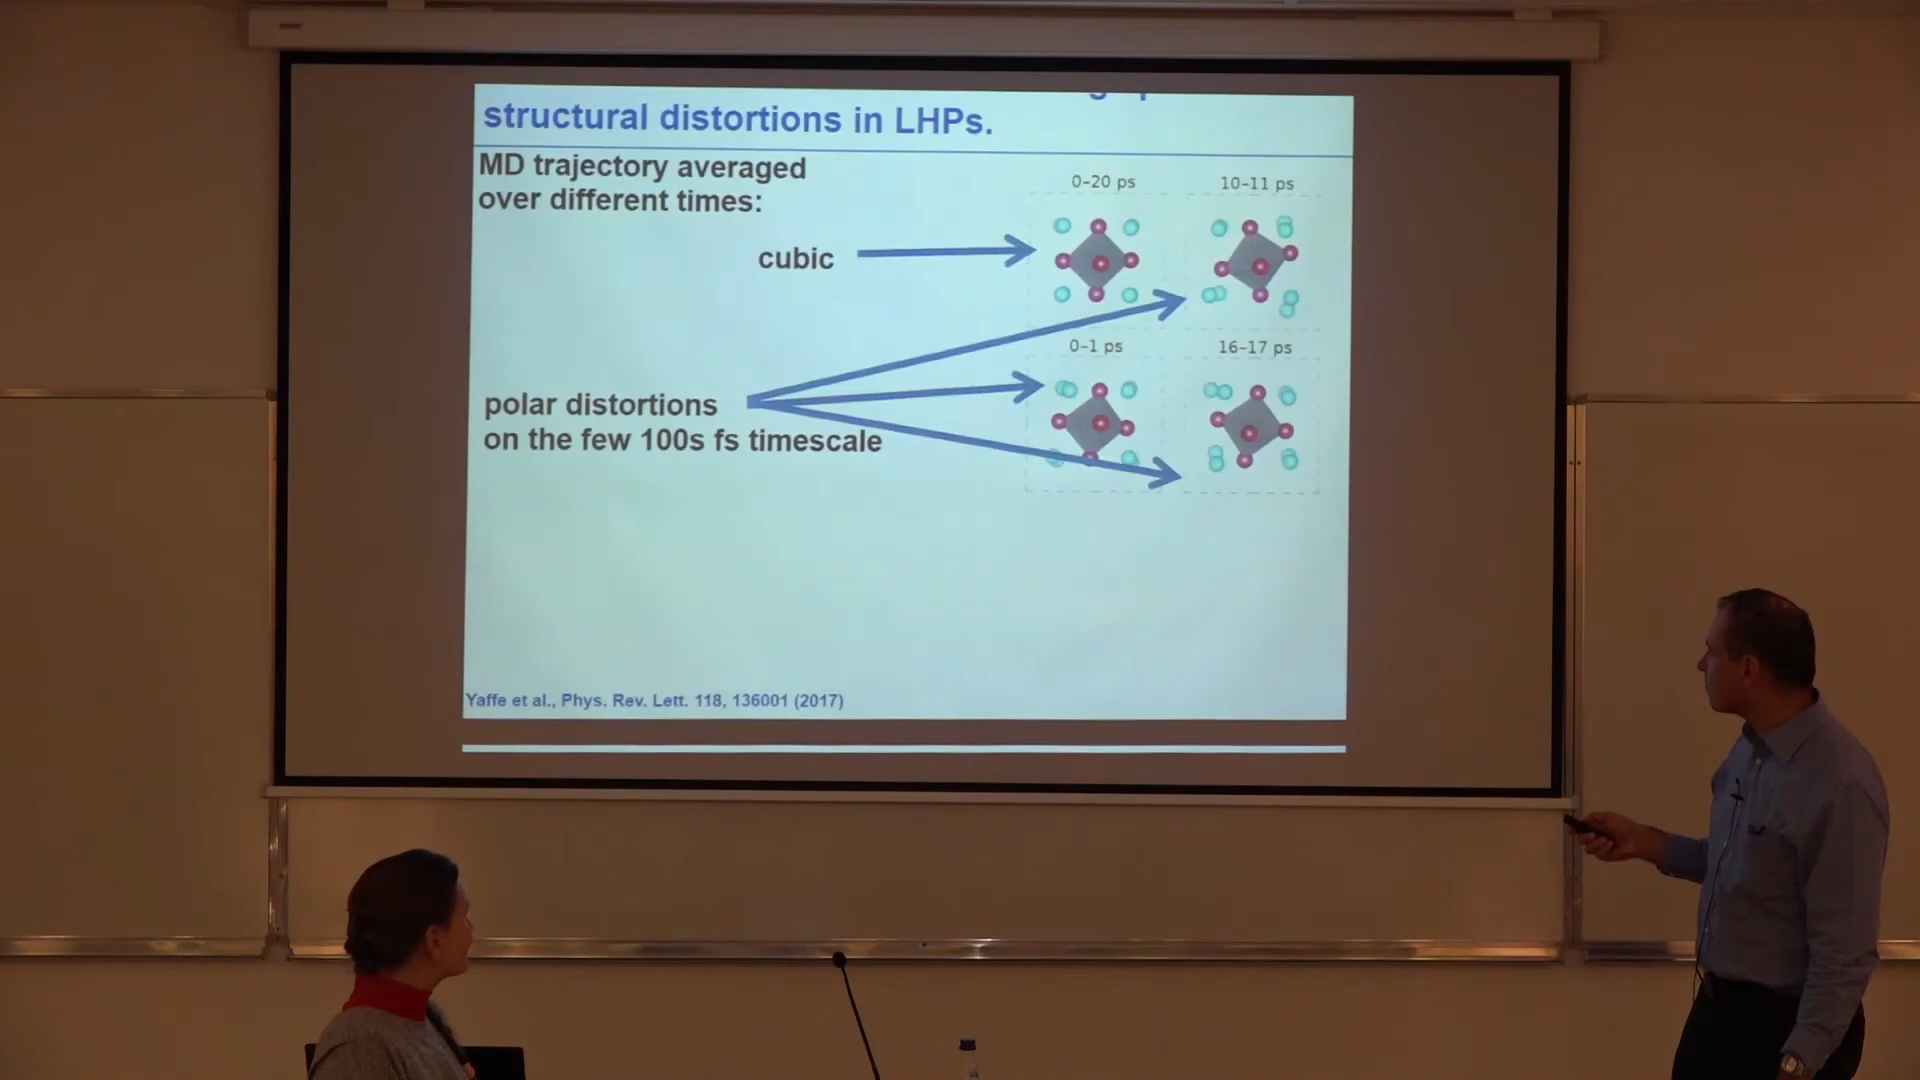 structural distortions in LHPs.
MD trajectory averaged
over different times:
0–20 ps
10–11 ps
cubic
0–1 ps
16–17 ps
polar distortions
on the few 100s fs timescale
Yaffe et al., Phys. Rev. Lett. 118, 136001 (2017)